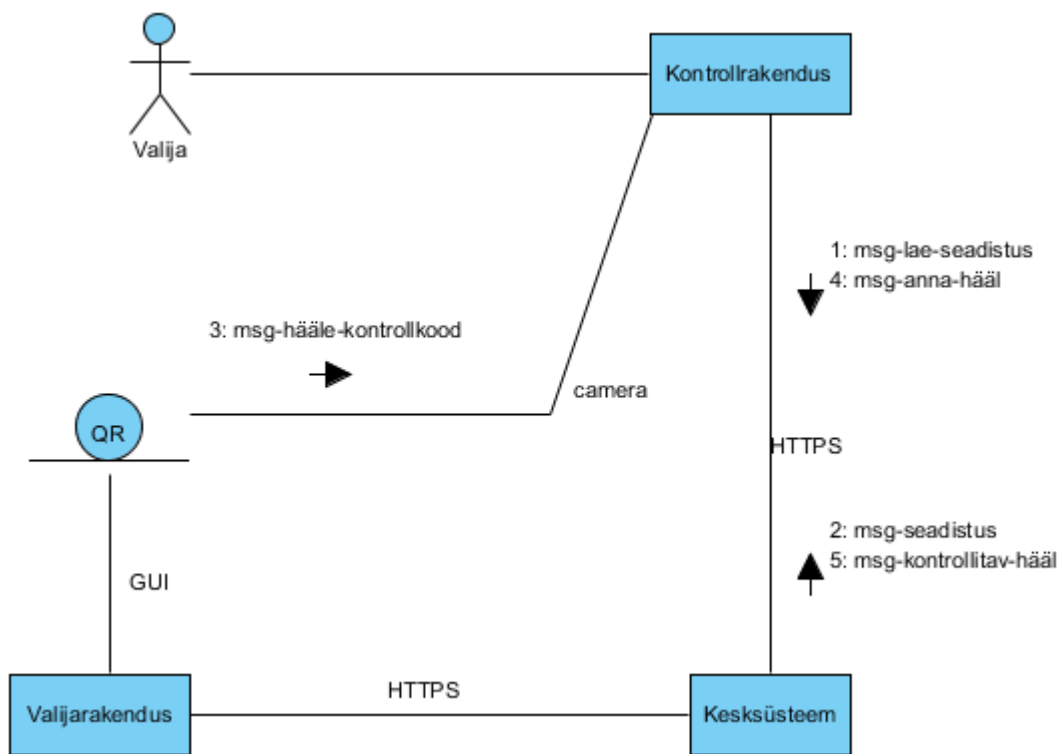 Kontrollrakendus
Valija
1: msg-lae-seadistus
4: msg-anna-hääl
3: msg-hääle-kontrollkood
camera
QR
HTTPS
2: msg-seadistus
5: msg-kontrollitav-hääl
GUI
HTTPS
Valijarakendus
Kesksüsteem